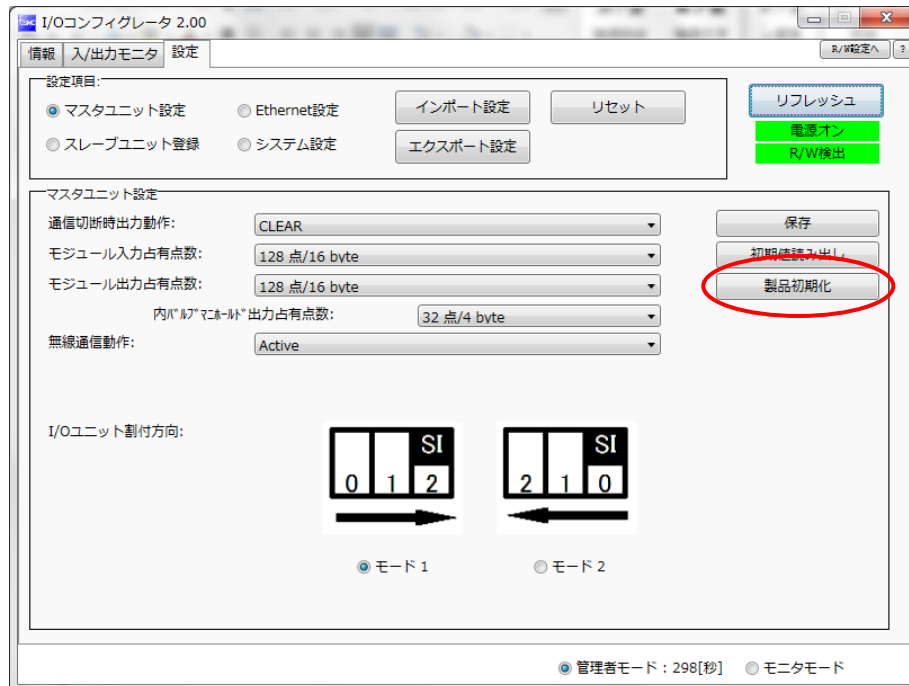 SMC I/Oコンフィグレータ 2.00
情報 入/出力モニタ 設定 R/W設定へ ?
設定項目:
マスタユニット設定 Ethernet設定 インポート設定 リセット リフレッシュ
電源オン
スレーブユニット登録 システム設定 エクスポート設定 R/W検出
マスタユニット設定
通信切断時出力動作: CLEAR 保存
モジュール入力占有点数: 128 点/16 byte 初期値読み出し
モジュール出力占有点数: 128 点/16 byte 製品初期化
内ﾊﾞﾙﾌﾞﾏﾆﾎｰﾙﾄﾞ出力占有点数: 32 点/4 byte
無線通信動作: Active
I/Oユニット割付方向:
SI SI
0 1 2 2 1 0
モード 1 モード 2
管理者モード : 298[秒] モニタモード